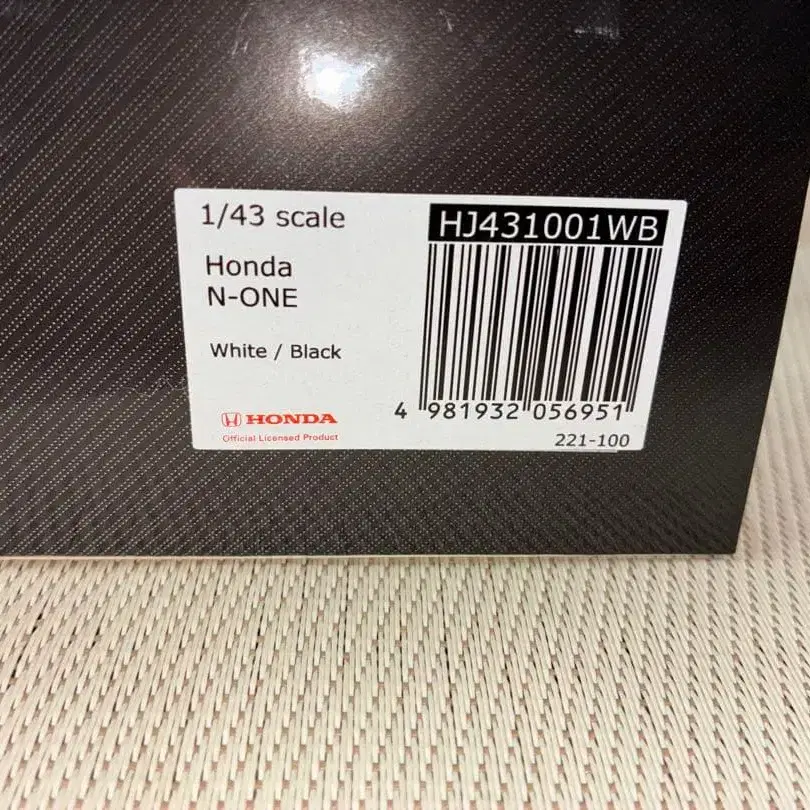 1/43 scale
Honda
N-ONE
White / Black
HONDA
Official Licensed Product
HJ431001WB
4 981932 056951
221-100